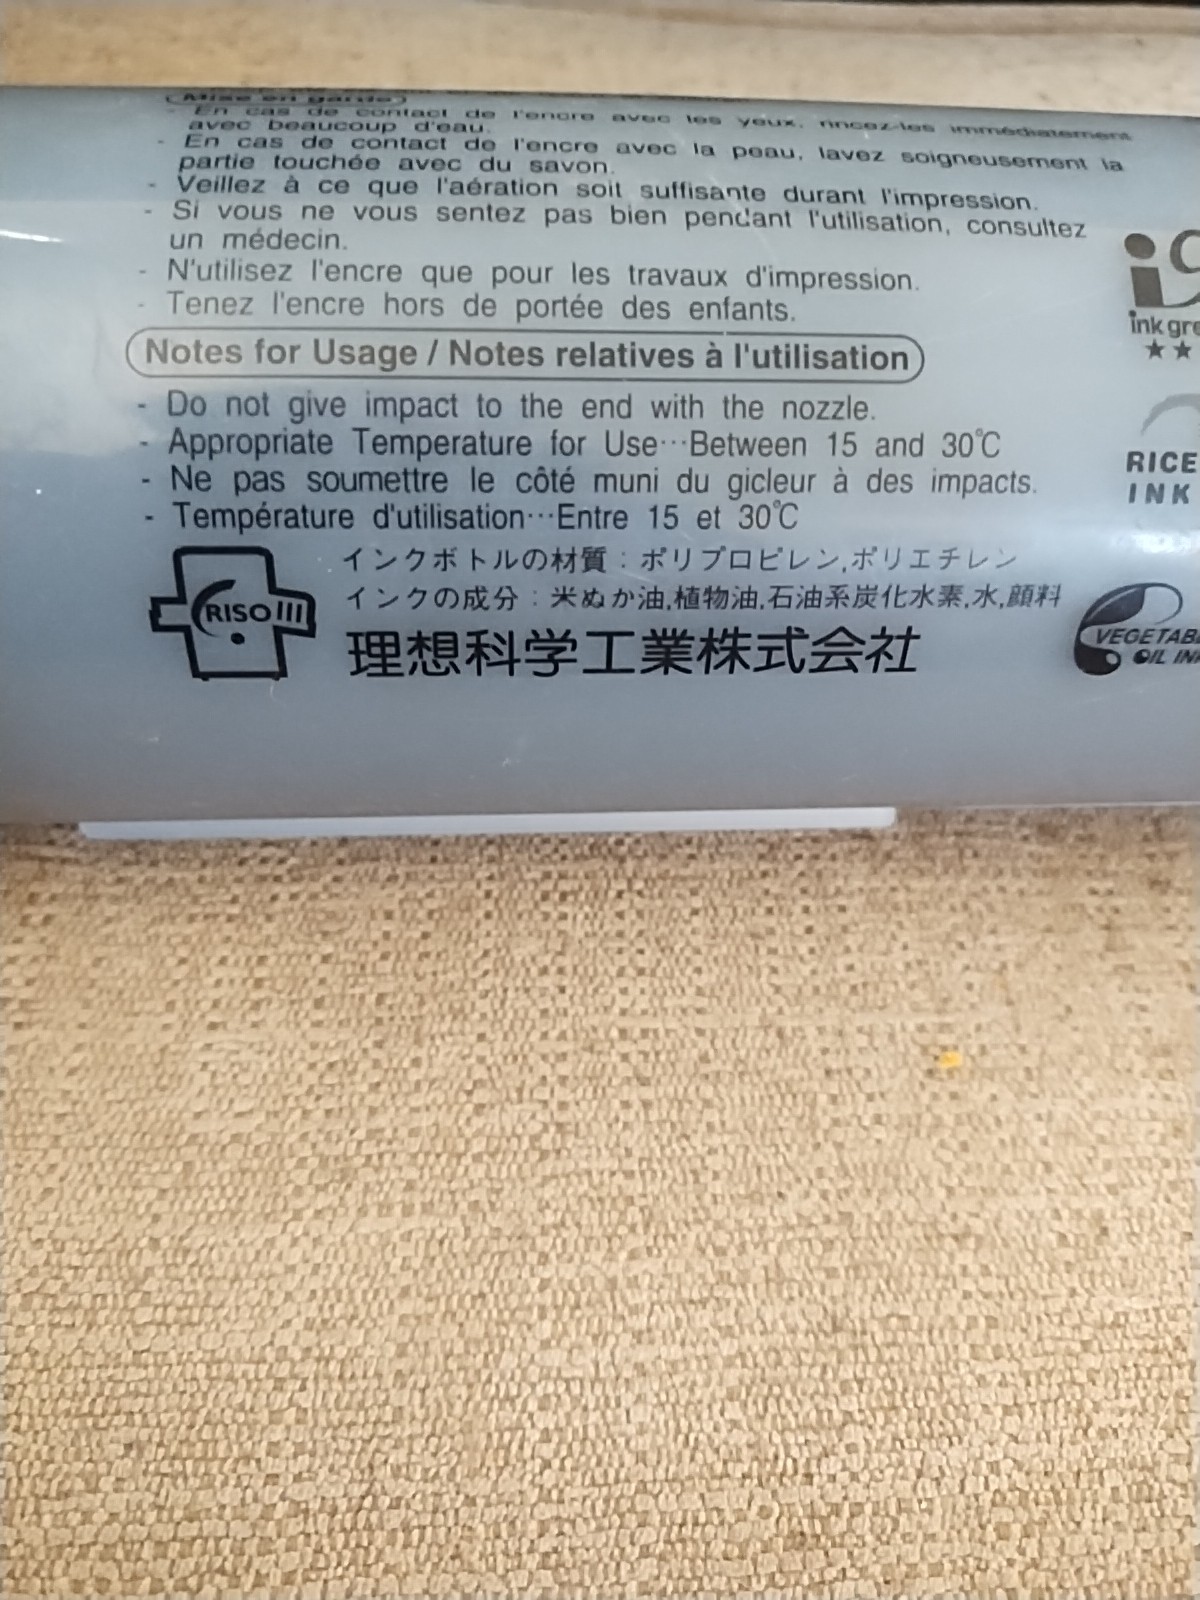 Mise en garde
- En cas de contact de l'encre avec les yeux, rincez-les immédiatement
avec beaucoup d'eau.
- En cas de contact de l'encre avec la peau, lavez soigneusement la
partie touchée avec du savon.
- Veillez à ce que l'aération soit suffisante durant l'impression.
- Si vous ne vous sentez pas bien pendant l'utilisation, consultez
un médecin.
- N'utilisez l'encre que pour les travaux d'impression.
- Tenez l'encre hors de portée des enfants.
Notes for Usage / Notes relatives à l'utilisation
- Do not give impact to the end with the nozzle.
- Appropriate Temperature for Use…Between 15 and 30℃
- Ne pas soumettre le côté muni du gicleur à des impacts.
- Température d'utilisation…Entre 15 et 30℃
RISO III
インクボトルの材質：ポリプロピレン,ポリエチレン
インクの成分：米ぬか油,植物油,石油系炭化水素,水,顔料
理想科学工業株式会社
ink gre
★★
RICE
INK
VEGETAB
OIL IN